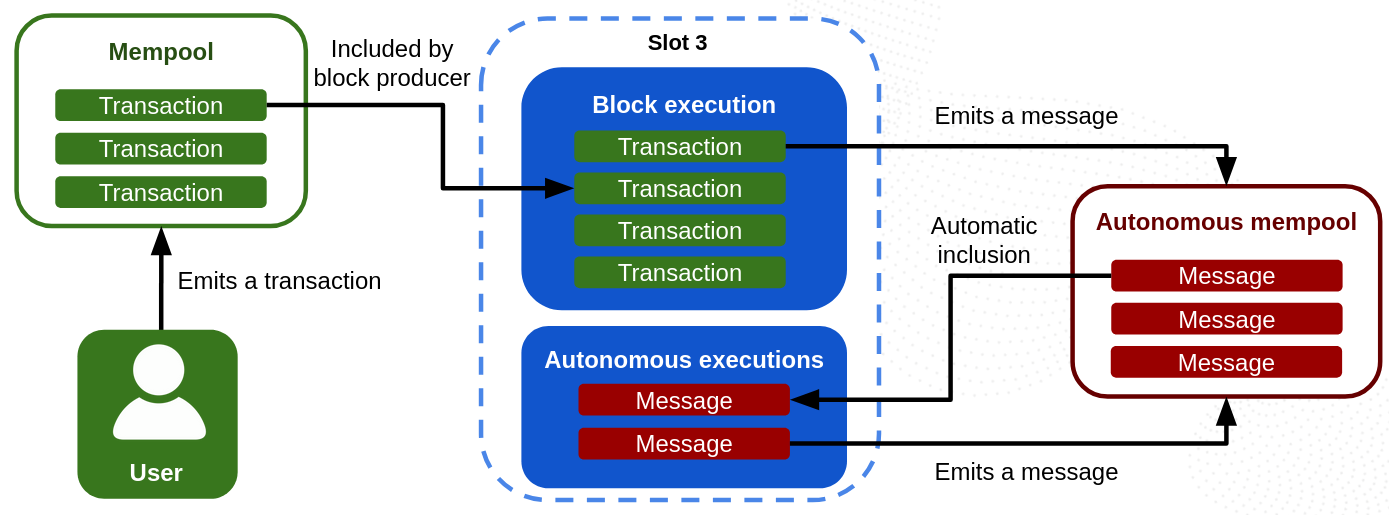 Mempool
Transaction
Transaction
Transaction
Included by
block producer
Emits a transaction
User
Slot 3
Block execution
Transaction
Transaction
Transaction
Transaction
Autonomous executions
Message
Message
Emits a message
Automatic
inclusion
Autonomous mempool
Message
Message
Message
Emits a message